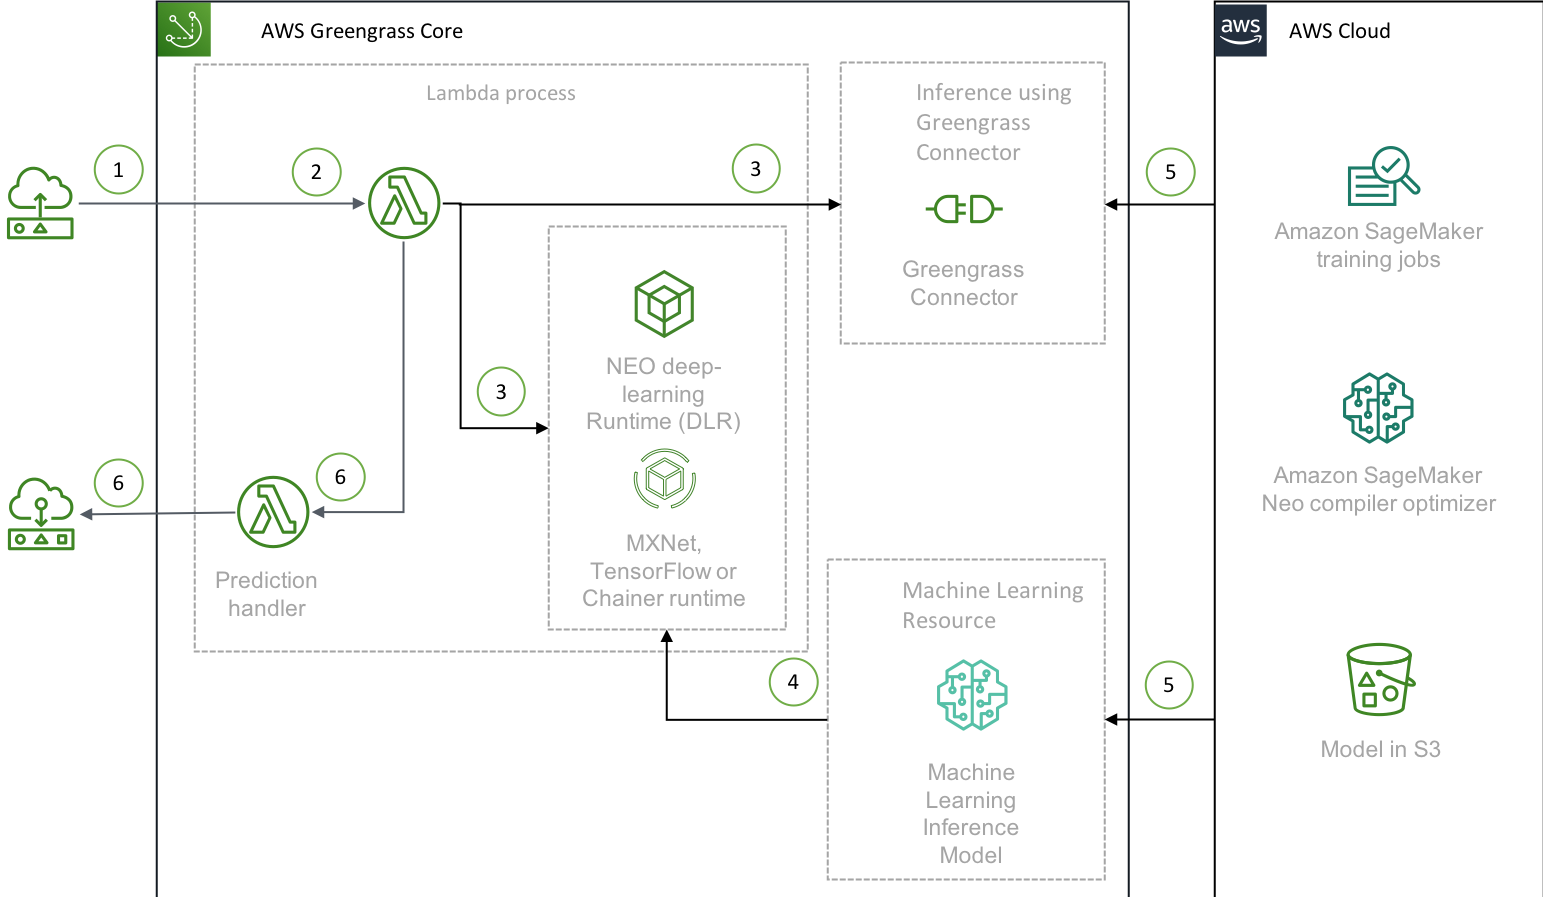 AWS Greengrass Core
aws
AWS Cloud
Lambda process
Inference using
Greengrass
Connector
1
2
3
5
Greengrass
Connector
Amazon SageMaker
training jobs
NEO deep-
learning
Runtime (DLR)
3
MXNet,
TensorFlow or
Chainer runtime
6
6
Prediction
handler
Amazon SageMaker
Neo compiler optimizer
Machine Learning
Resource
4
5
Machine
Learning
Inference
Model
Model in S3